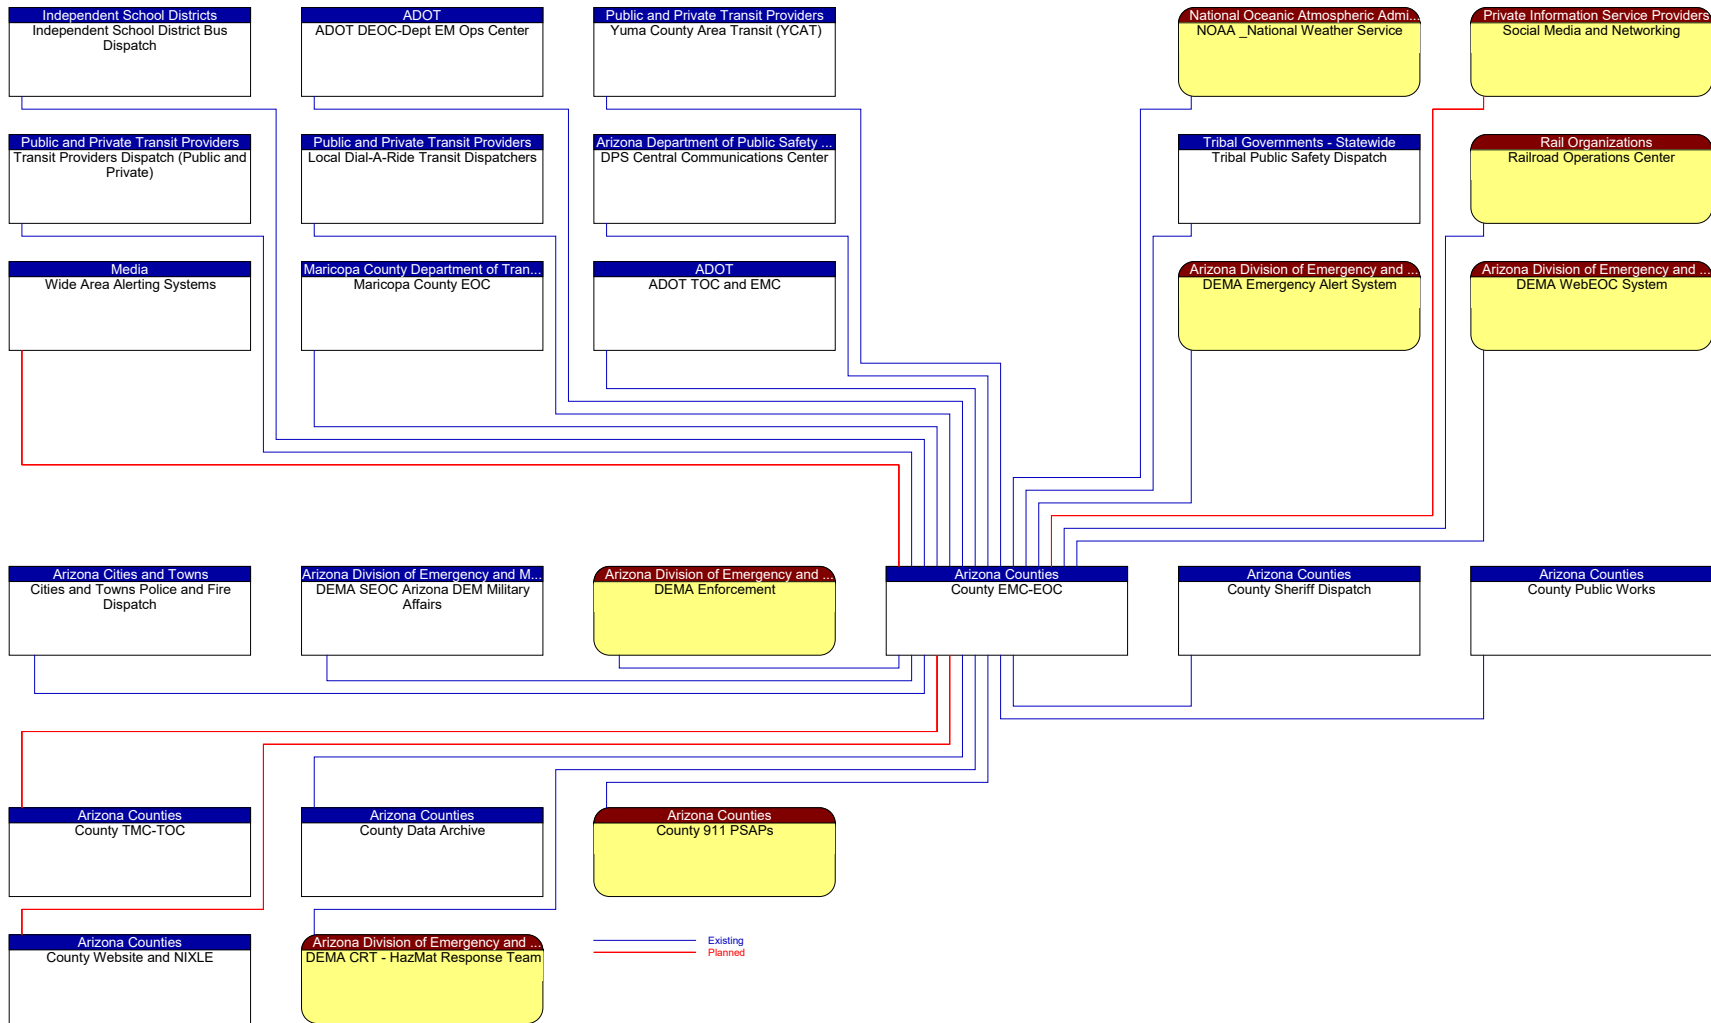 Independent School Districts
Independent School District Bus
Dispatch
ADOT
ADOT DEOC-Dept EM Ops Center
Public and Private Transit Providers
Yuma County Area Transit (YCAT)
National Oceanic Atmospheric Admi...
NOAA _National Weather Service
Private Information Service Providers
Social Media and Networking
Public and Private Transit Providers
Transit Providers Dispatch (Public and
Private)
Public and Private Transit Providers
Local Dial-A-Ride Transit Dispatchers
Arizona Department of Public Safety ...
DPS Central Communications Center
Tribal Governments - Statewide
Tribal Public Safety Dispatch
Rail Organizations
Railroad Operations Center
Media
Wide Area Alerting Systems
Maricopa County Department of Tran...
Maricopa County EOC
ADOT
ADOT TOC and EMC
Arizona Division of Emergency and ...
DEMA Emergency Alert System
Arizona Division of Emergency and ...
DEMA WebEOC System
Arizona Cities and Towns
Cities and Towns Police and Fire
Dispatch
Arizona Division of Emergency and M...
DEMA SEOC Arizona DEM Military
Affairs
Arizona Division of Emergency and ...
DEMA Enforcement
Arizona Counties
County EMC-EOC
Arizona Counties
County Sheriff Dispatch
Arizona Counties
County Public Works
Arizona Counties
County TMC-TOC
Arizona Counties
County Data Archive
Arizona Counties
County 911 PSAPs
Arizona Counties
County Website and NIXLE
Arizona Division of Emergency and ...
DEMA CRT - HazMat Response Team
Existing
Planned